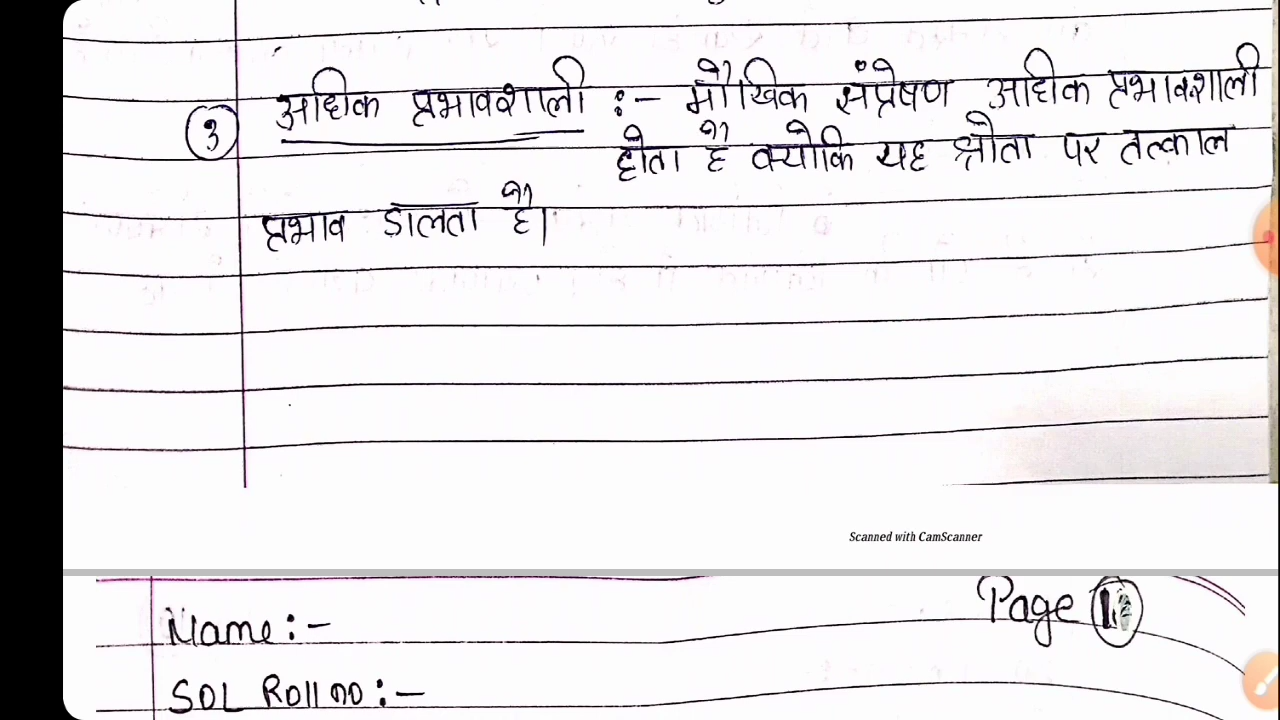 ③ अधिक प्रभावशाली :- मौखिक संप्रेषण अधिक प्रभावशाली
होता है क्योकि यह श्रोता पर तत्काल
प्रभाव डालता है।
Scanned with CamScanner
Name:- Page
SOL Roll no:-